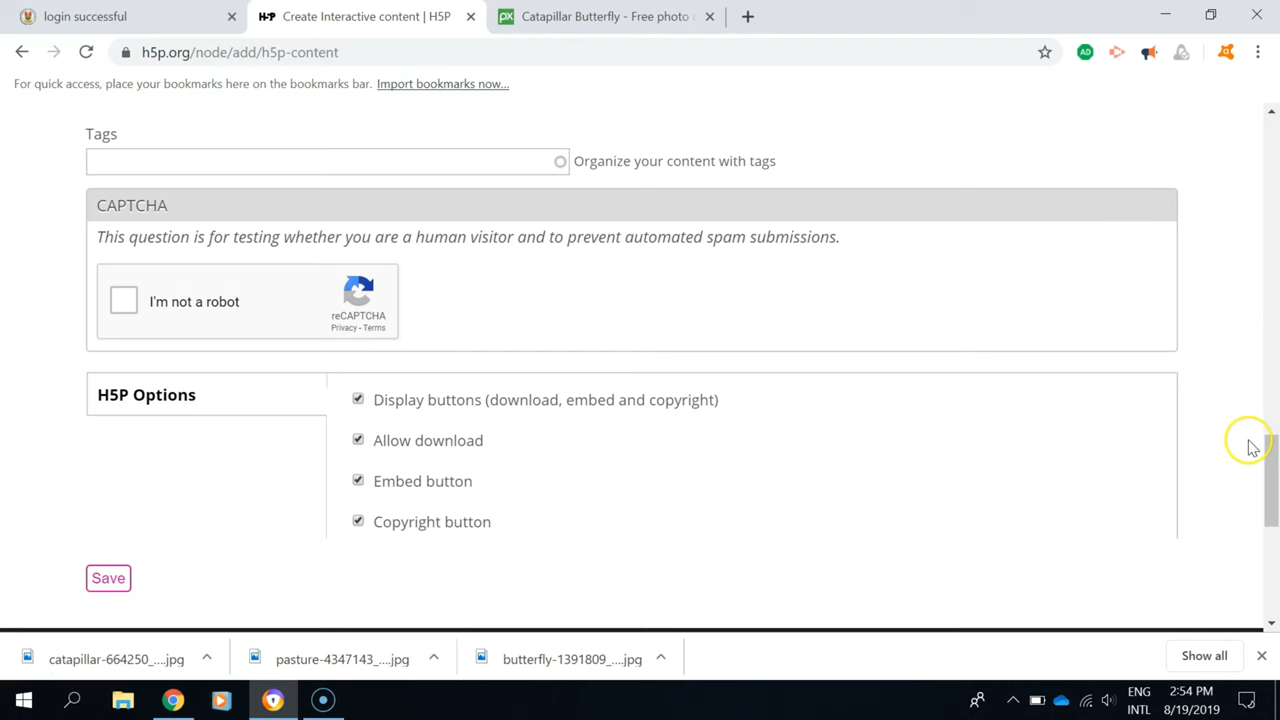 login successful
H-P Create Interactive content | H5P
px Catapillar Butterfly - Free photo
h5p.org/node/add/h5p-content
AD
For quick access, place your bookmarks here on the bookmarks bar. Import bookmarks now...
Tags
Organize your content with tags
CAPTCHA
This question is for testing whether you are a human visitor and to prevent automated spam submissions.
I'm not a robot
reCAPTCHA
Privacy - Terms
H5P Options
Display buttons (download, embed and copyright)
Allow download
Embed button
Copyright button
Save
catapillar-664250_....jpg
pasture-4347143_....jpg
butterfly-1391809_....jpg
Show all
ENG
INTL
2:54 PM
8/19/2019